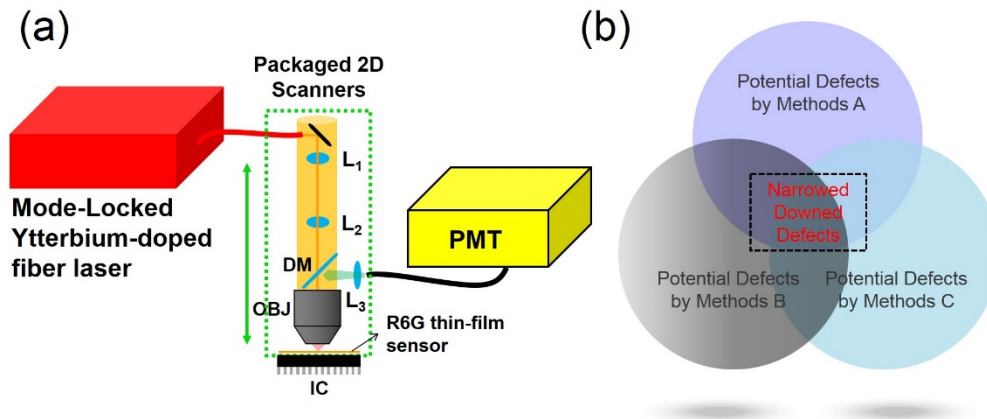 (a)
Packaged 2D
Scanners
L1
L2
DM
L3
OBJ
PMT
Mode-Locked
Ytterbium-doped
fiber laser
R6G thin-film
sensor
IC
(b)
Potential Defects
by Methods A
Narrowed
Downed
Defects
Potential Defects
by Methods B
Potential Defects
by Methods C